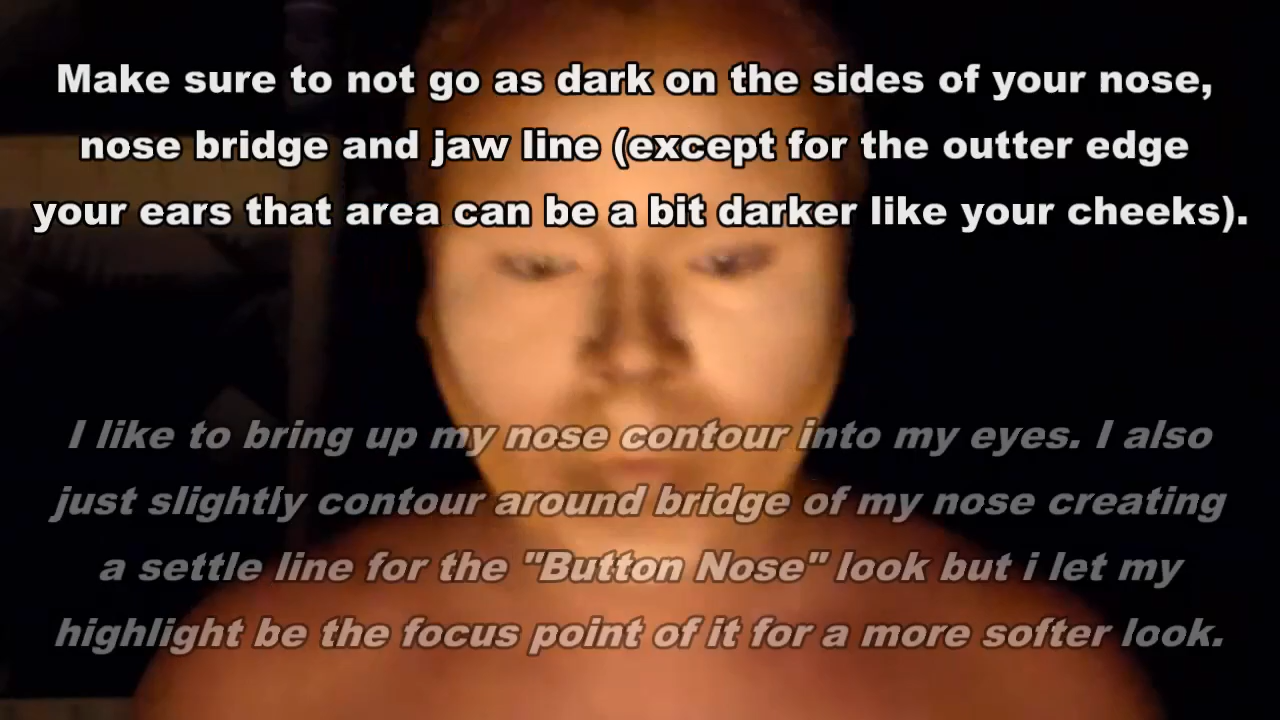 Make sure to not go as dark on the sides of your nose,
nose bridge and jaw line (except for the outter edge
your ears that area can be a bit darker like your cheeks).
I like to bring up my nose contour into my eyes. I also
just slightly contour around bridge of my nose creating
a settle line for the "Button Nose" look but i let my
highlight be the focus point of it for a more softer look.